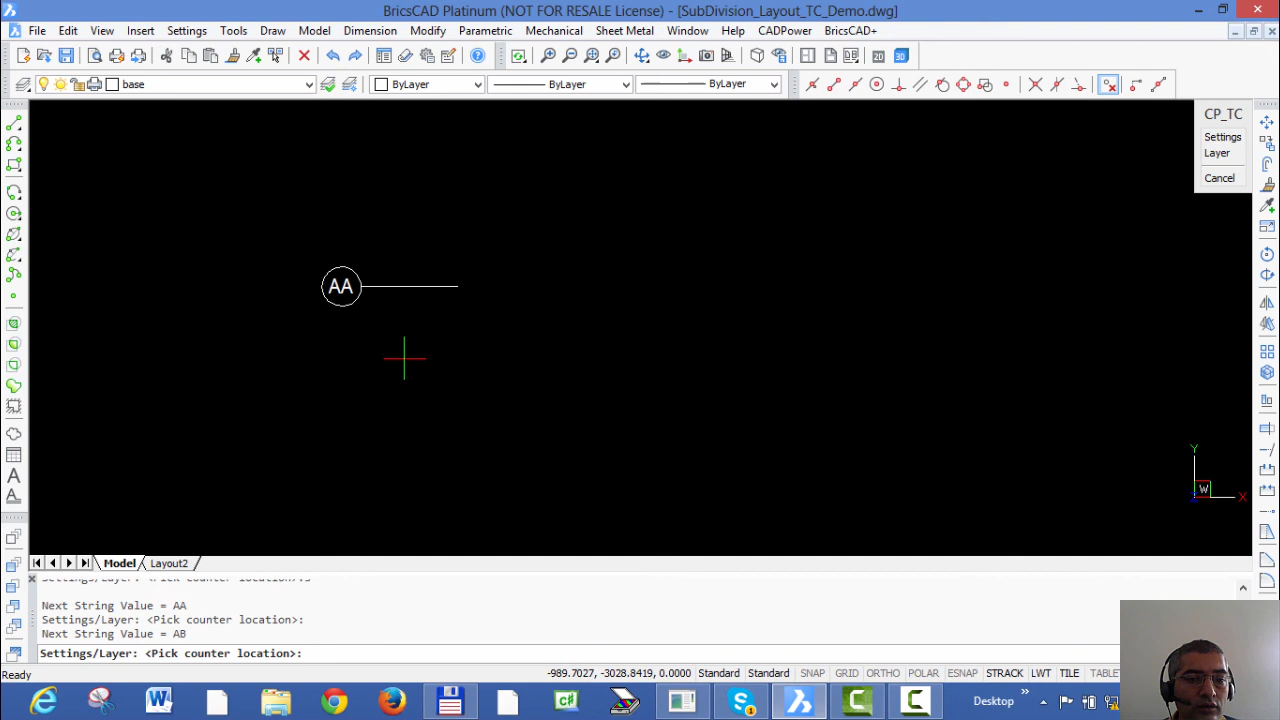 BricsCAD Platinum (NOT FOR RESALE License) - [SubDivision_Layout_TC_Demo.dwg]
File Edit View Insert Settings Tools Draw Model Dimension Modify Parametric Mechanical Sheet Metal Window Help CADPower BricsCAD+
base ByLayer ByLayer ByLayer
CP_TC
Settings
Layer
Cancel
AA
Y
W X
Model Layout2
Next String Value = AA
Settings/Layer: <Pick counter location>:
Next String Value = AB
Settings/Layer: <Pick counter location>:
Ready -989.7027, -3028.8419, 0.0000 Standard Standard SNAP GRID ORTHO POLAR ESNAP STRACK LWT TILE TABLET
Desktop